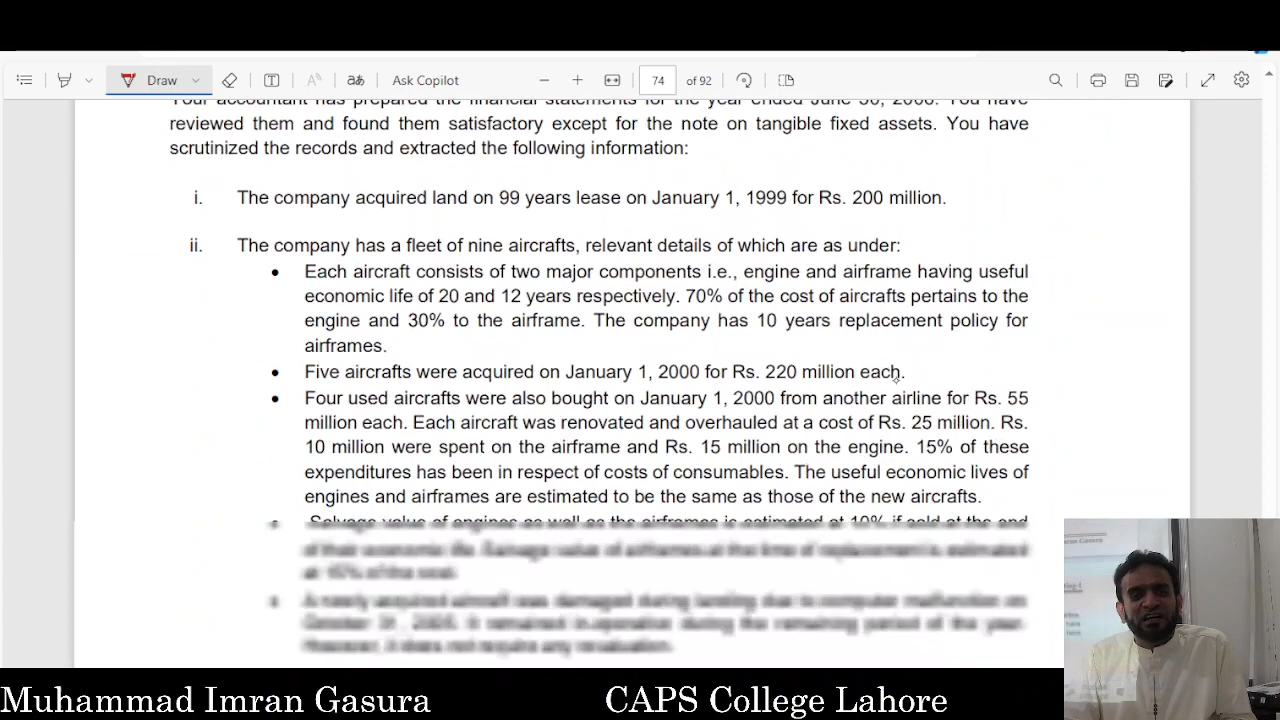 Draw
Ask Copilot
74 of 92
reviewed them and found them satisfactory except for the note on tangible fixed assets. You have
scrutinized the records and extracted the following information:
i. The company acquired land on 99 years lease on January 1, 1999 for Rs. 200 million.
ii. The company has a fleet of nine aircrafts, relevant details of which are as under:
• Each aircraft consists of two major components i.e., engine and airframe having useful
economic life of 20 and 12 years respectively. 70% of the cost of aircrafts pertains to the
engine and 30% to the airframe. The company has 10 years replacement policy for
airframes.
• Five aircrafts were acquired on January 1, 2000 for Rs. 220 million each.
• Four used aircrafts were also bought on January 1, 2000 from another airline for Rs. 55
million each. Each aircraft was renovated and overhauled at a cost of Rs. 25 million. Rs.
10 million were spent on the airframe and Rs. 15 million on the engine. 15% of these
expenditures has been in respect of costs of consumables. The useful economic lives of
engines and airframes are estimated to be the same as those of the new aircrafts.
Muhammad Imran Gasura
CAPS College Lahore